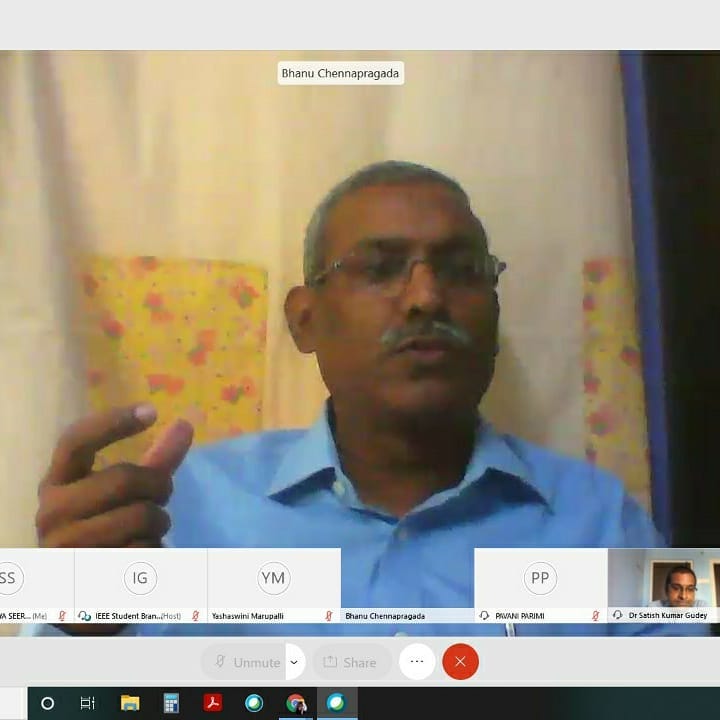 Bhanu Chennapragada
SS
IG
YM
PP
YA SEER... (Me)
IEEE Student Bran...(Host)
Yashaswini Marupalli
Bhanu Chennapragada
PAVANI PARIMI
Dr Satish Kumar Gudey
Unmute
Share